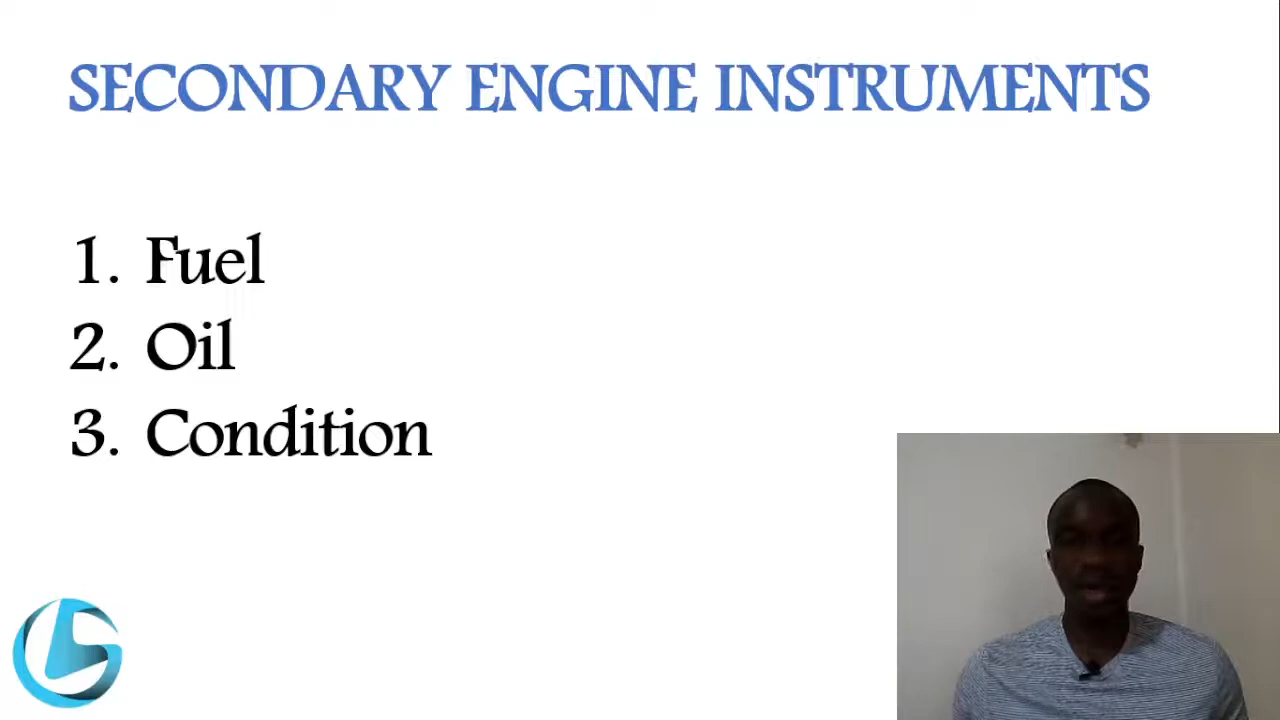 SECONDARY ENGINE INSTRUMENTS
1. Fuel
2. Oil
3. Condition